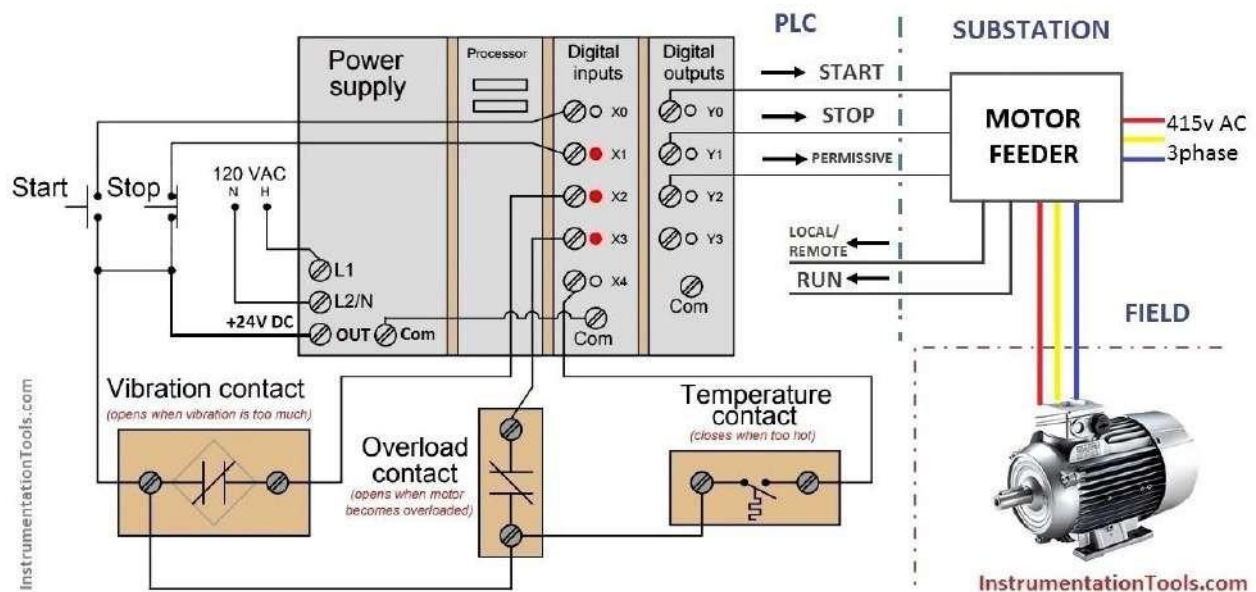 PLC
SUBSTATION
Power
supply
Processor
Digital
inputs
Digital
outputs
START
STOP
PERMISSIVE
X0
X1
X2
X3
X4
Y0
Y1
Y2
Y3
MOTOR
FEEDER
415v AC
3phase
Start
Stop
120 VAC
N H
L1
L2/N
+24V DC
OUT
Com
Com
Com
LOCAL/
REMOTE
RUN
FIELD
Vibration contact
(opens when vibration is too much)
Overload
contact
(opens when motor
becomes overloaded)
Temperature
contact
(closes when too hot)
InstrumentationTools.com
InstrumentationTools.com